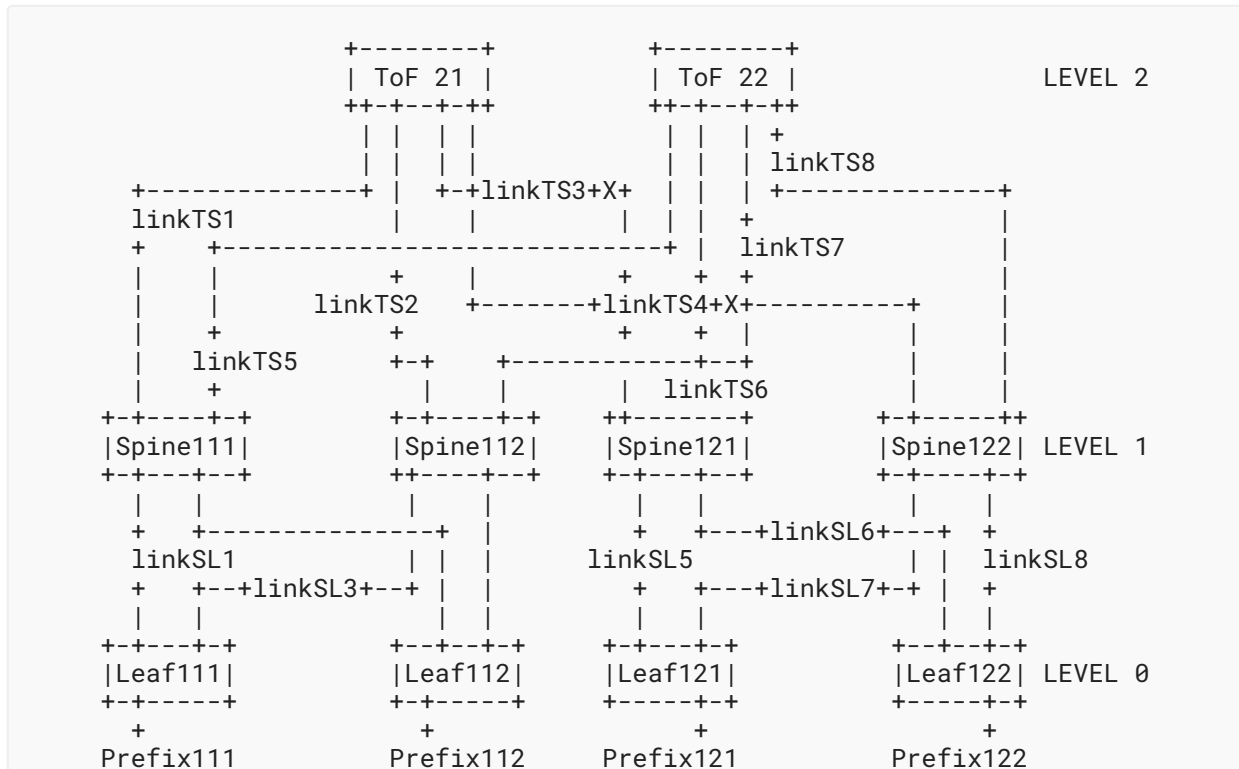 +--------+          +--------+
                | ToF 21 |          | ToF 22 |                LEVEL 2
                ++-+--+-++          ++-+--+-++
                 | |  | |            | |  | +
                 | |  | |            | |  | linkTS8
  +--------------+ |  +-+linkTS3+X+  | |  | +--------------+
  linkTS1          |    |         |  | |  +                |
  +    +-----------------------------+ |  linkTS7          |
  |    |           +    |         +    +  +                |
  |    |      linkTS2   +-------+linkTS4+X+----------+     |
  |    +           +              +    +  |          |     |
  |   linkTS5      +-+    +------------+--+          |     |
  |    +             |    |       |  linkTS6         |     |
+-+----+-+         +-+----+-+  ++-------+        +-+-----++
|Spine111|         |Spine112|  |Spine121|        |Spine122| LEVEL 1
+-+---+--+         ++----+--+  +-+---+--+        +-+----+-+
  |   |             |    |       |   |             |    |
  +   +---------------+  |       +   +---+linkSL6+---+  +
  linkSL1           | |  |    linkSL5              | |  linkSL8
  +   +--+linkSL3+--+ |  |       +   +---+linkSL7+-+ |  +
  |   |               |  |       |   |               |  |
+-+---+-+          +--+--+-+   +-+---+-+          +--+--+-+
|Leaf111|          |Leaf112|   |Leaf121|          |Leaf122| LEVEL 0
+-+-----+          +-+-----+   +-----+-+          +-----+-+
  +                  +               +                  +
Prefix111          Prefix112   Prefix121          Prefix122